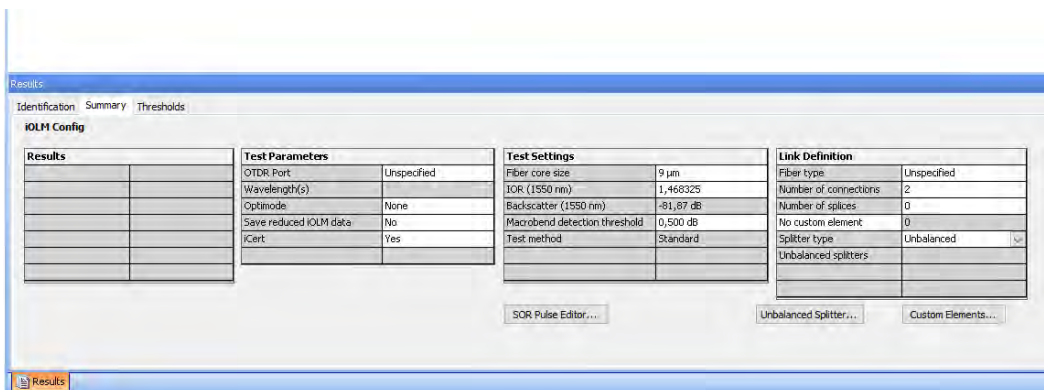 Results
Identification Summary Thresholds
iOLM Config
Results
Test Parameters
OTDR Port Unspecified
Wavelength(s)
Optimode None
Save reduced iOLM data No
iCert Yes
Test Settings
Fiber core size 9 µm
IOR (1550 nm) 1,468325
Backscatter (1550 nm) -81,87 dB
Macrobend detection threshold 0,500 dB
Test method Standard
Link Definition
Fiber type Unspecified
Number of connections 2
Number of splices 0
No custom element 0
Splitter type Unbalanced
Unbalanced splitters
SOR Pulse Editor... Unbalanced Splitter... Custom Elements...
Results